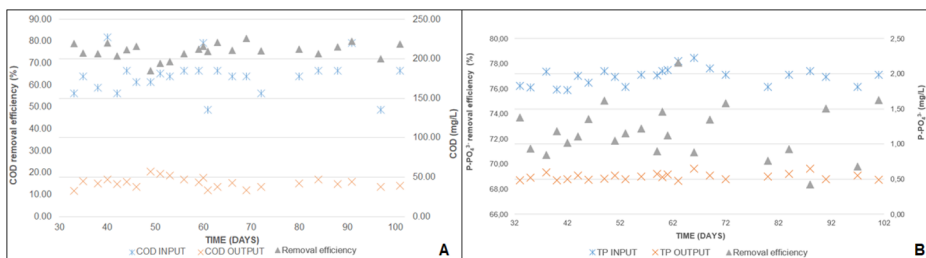 COD removal efficiency (%)
90.00
80.00
70.00
60.00
50.00
40.00
30.00
20.00
10.00
0.00
250.00
200.00
150.00
100.00
50.00
0.00
COD (mg/L)
30 40 50 60 70 80 90 100
TIME (DAYS)
COD INPUT COD OUTPUT Removal efficiency
A
P-PO₄³⁻ removal efficiency (%)
80,00
78,00
76,00
74,00
72,00
70,00
68,00
66,00
2,50
2,00
1,50
1,00
0,50
0,00
P-PO₄³⁻ (mg/L)
32 42 52 62 72 82 92 102
TIME (DAYS)
TP INPUT TP OUTPUT Removal efficiency
B